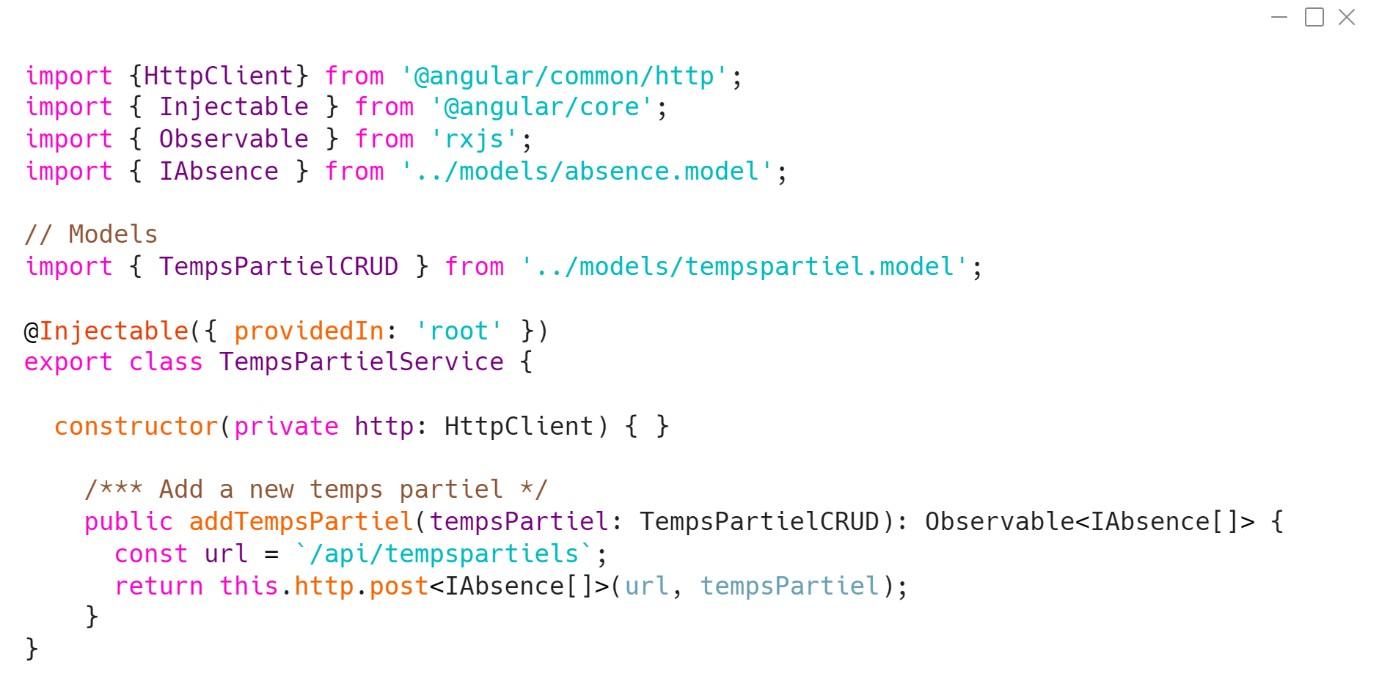 import {HttpClient} from '@angular/common/http';
import { Injectable } from '@angular/core';
import { Observable } from 'rxjs';
import { IAbsence } from '../models/absence.model';

// Models
import { TempsPartielCRUD } from '../models/tempspartiel.model';

@Injectable({ providedIn: 'root' })
export class TempsPartielService {

  constructor(private http: HttpClient) { }

    /*** Add a new temps partiel */
    public addTempsPartiel(tempsPartiel: TempsPartielCRUD): Observable<IAbsence[]> {
      const url = `/api/tempspartiels`;
      return this.http.post<IAbsence[]>(url, tempsPartiel);
    }
}